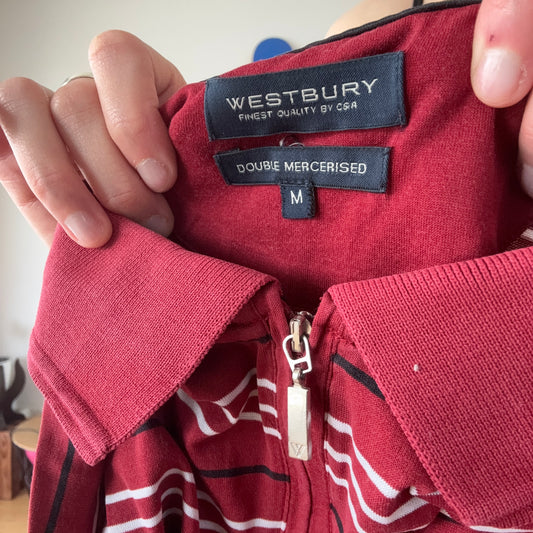 WESTBURY
FINEST QUALITY BY C&A
DOUBLE MERCERISED
M